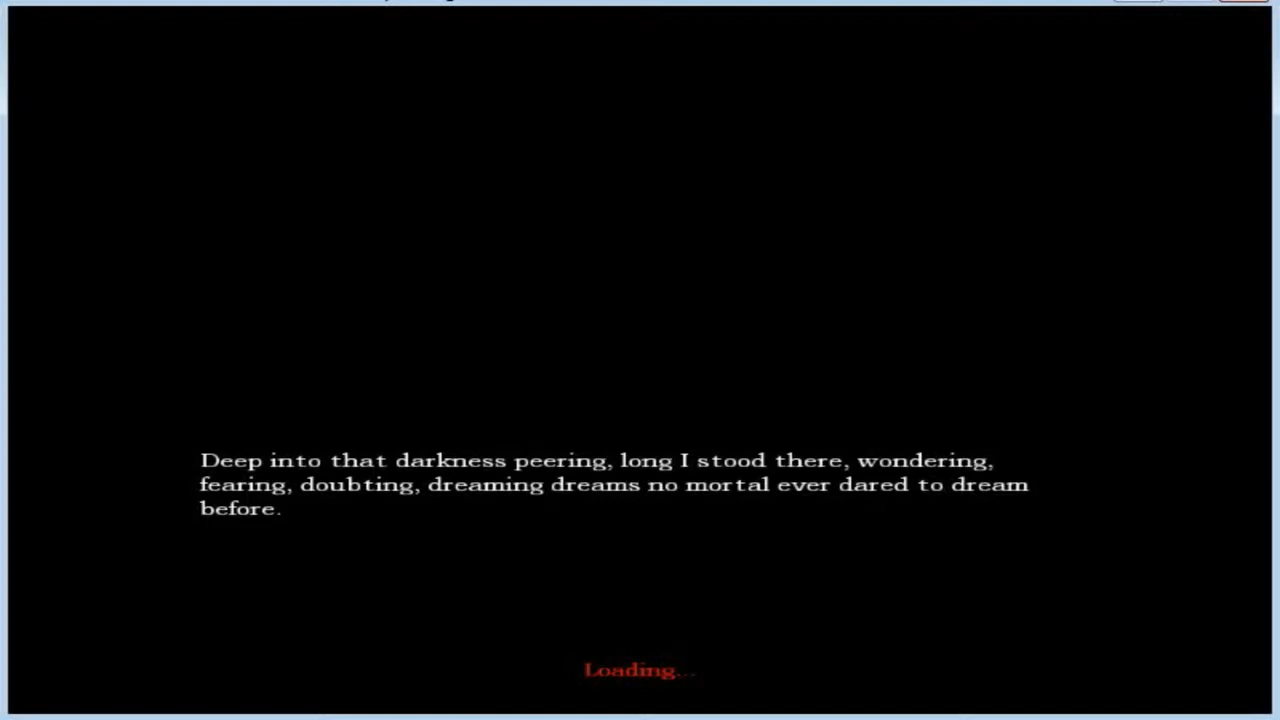 Deep into that darkness peering, long I stood there, wondering,
fearing, doubting, dreaming dreams no mortal ever dared to dream
before.
Loading...